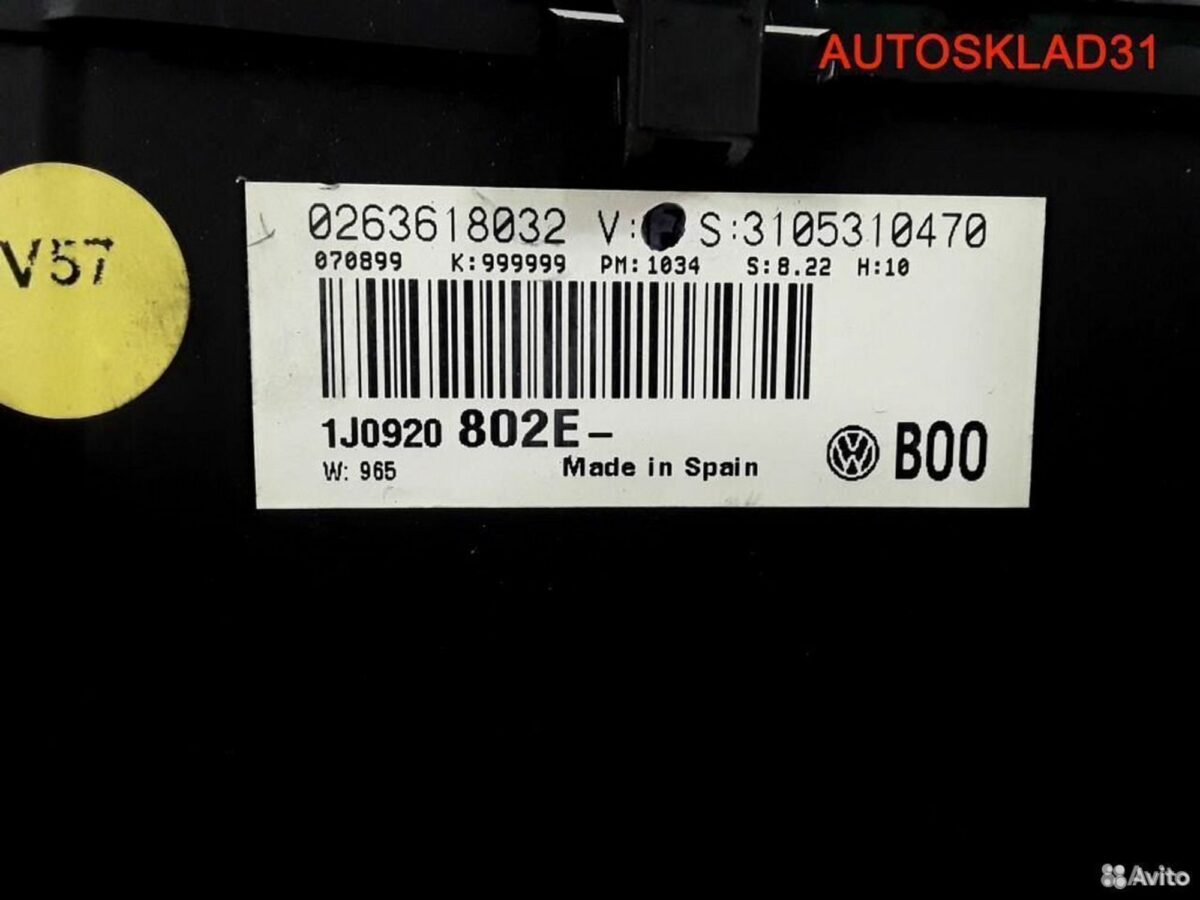 AUTOSKLAD31
V57
0263618032 V: S:3105310470
070899 K:999999 PM:1034 S:8.22 H:10
1J0920 802E-
W: 965 Made in Spain
VW B00
Avito